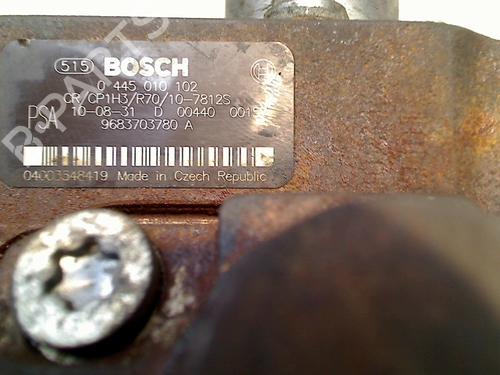 515 BOSCH
0 445 010 102
CR/CP1H3/R70/10-7812S
PSA 10-08-31 D 00440
9683703780 A
04003548419 Made in Czech Republic